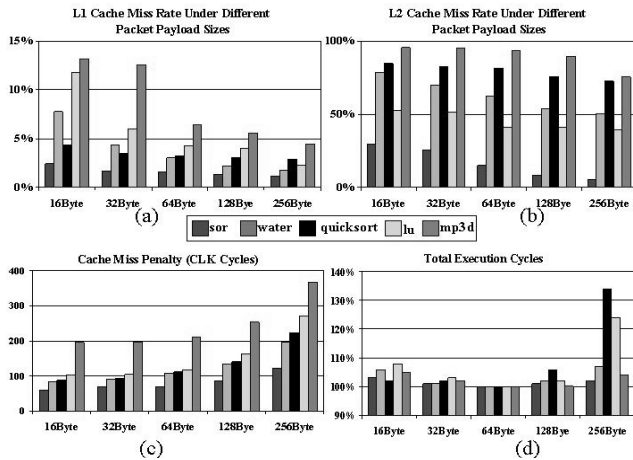 L1 Cache Miss Rate Under Different
Packet Payload Sizes
15%
10%
5%
0%
16Byte 32Byte 64Byte 128Bye 256Byte
(a)
L2 Cache Miss Rate Under Different
Packet Payload Sizes
100%
50%
0%
16Byte 32Byte 64Byte 128Byte 256Byte
(b)
sor water quicksort lu mp3d
Cache Miss Penalty (CLK Cycles)
400
300
200
100
0
16Byte 32Byte 64Byte 128Bye 256Byte
(c)
Total Execution Cycles
140%
130%
120%
110%
100%
90%
16Byte 32Byte 64Byte 128Bye 256Byte
(d)